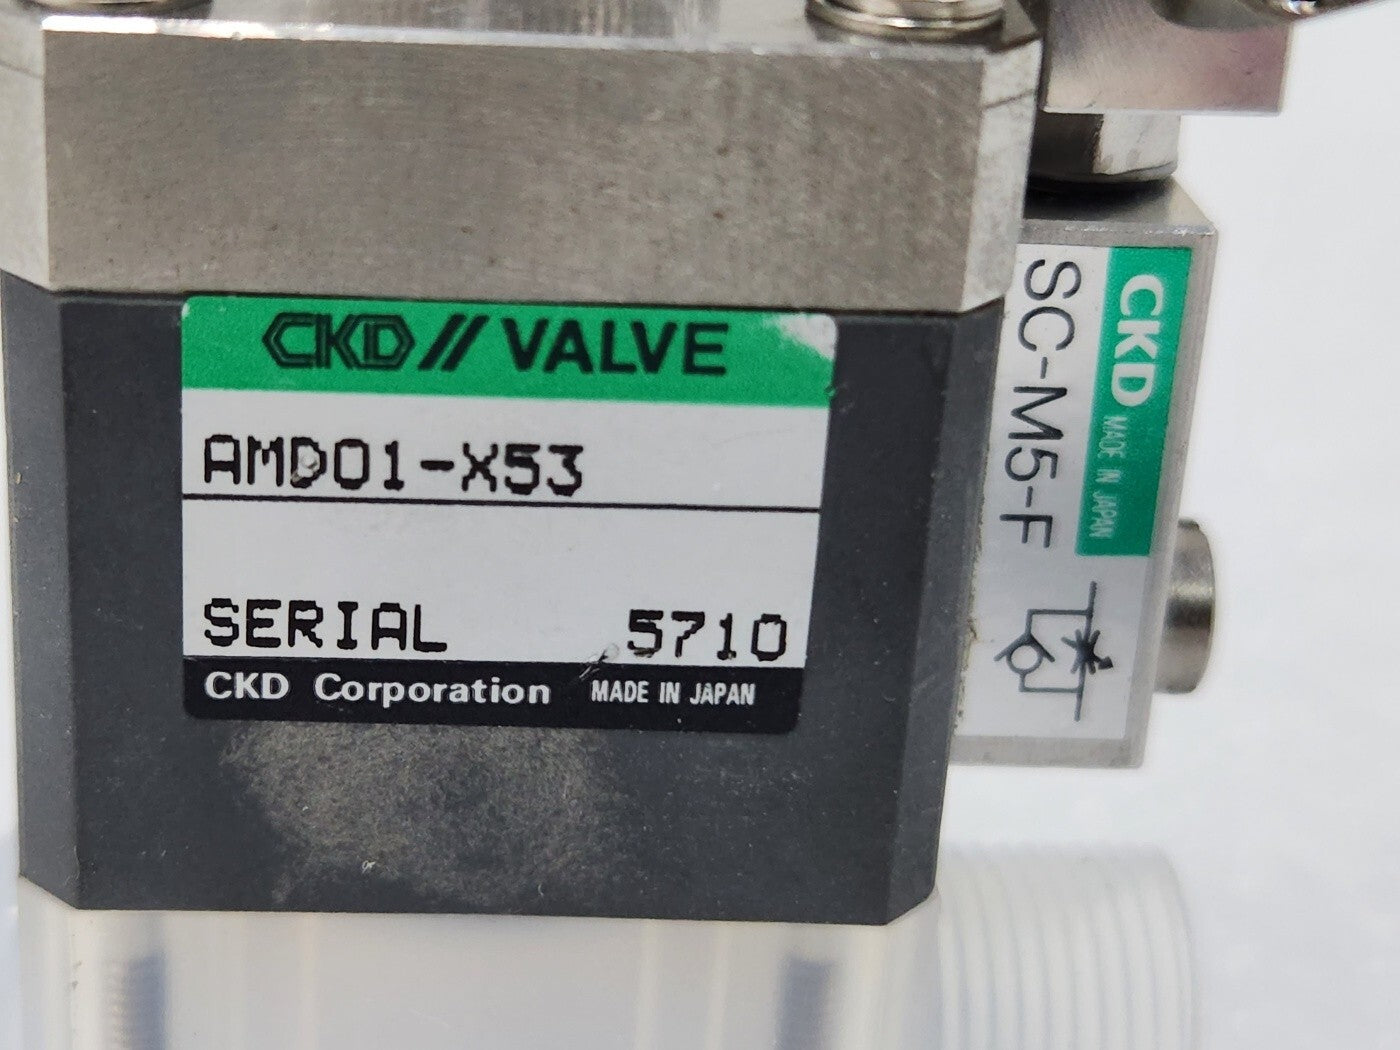 CKD // VALVE
AMD01-X53
SERIAL 5710
CKD Corporation MADE IN JAPAN
CKD MADE IN JAPAN
SC-M5-F